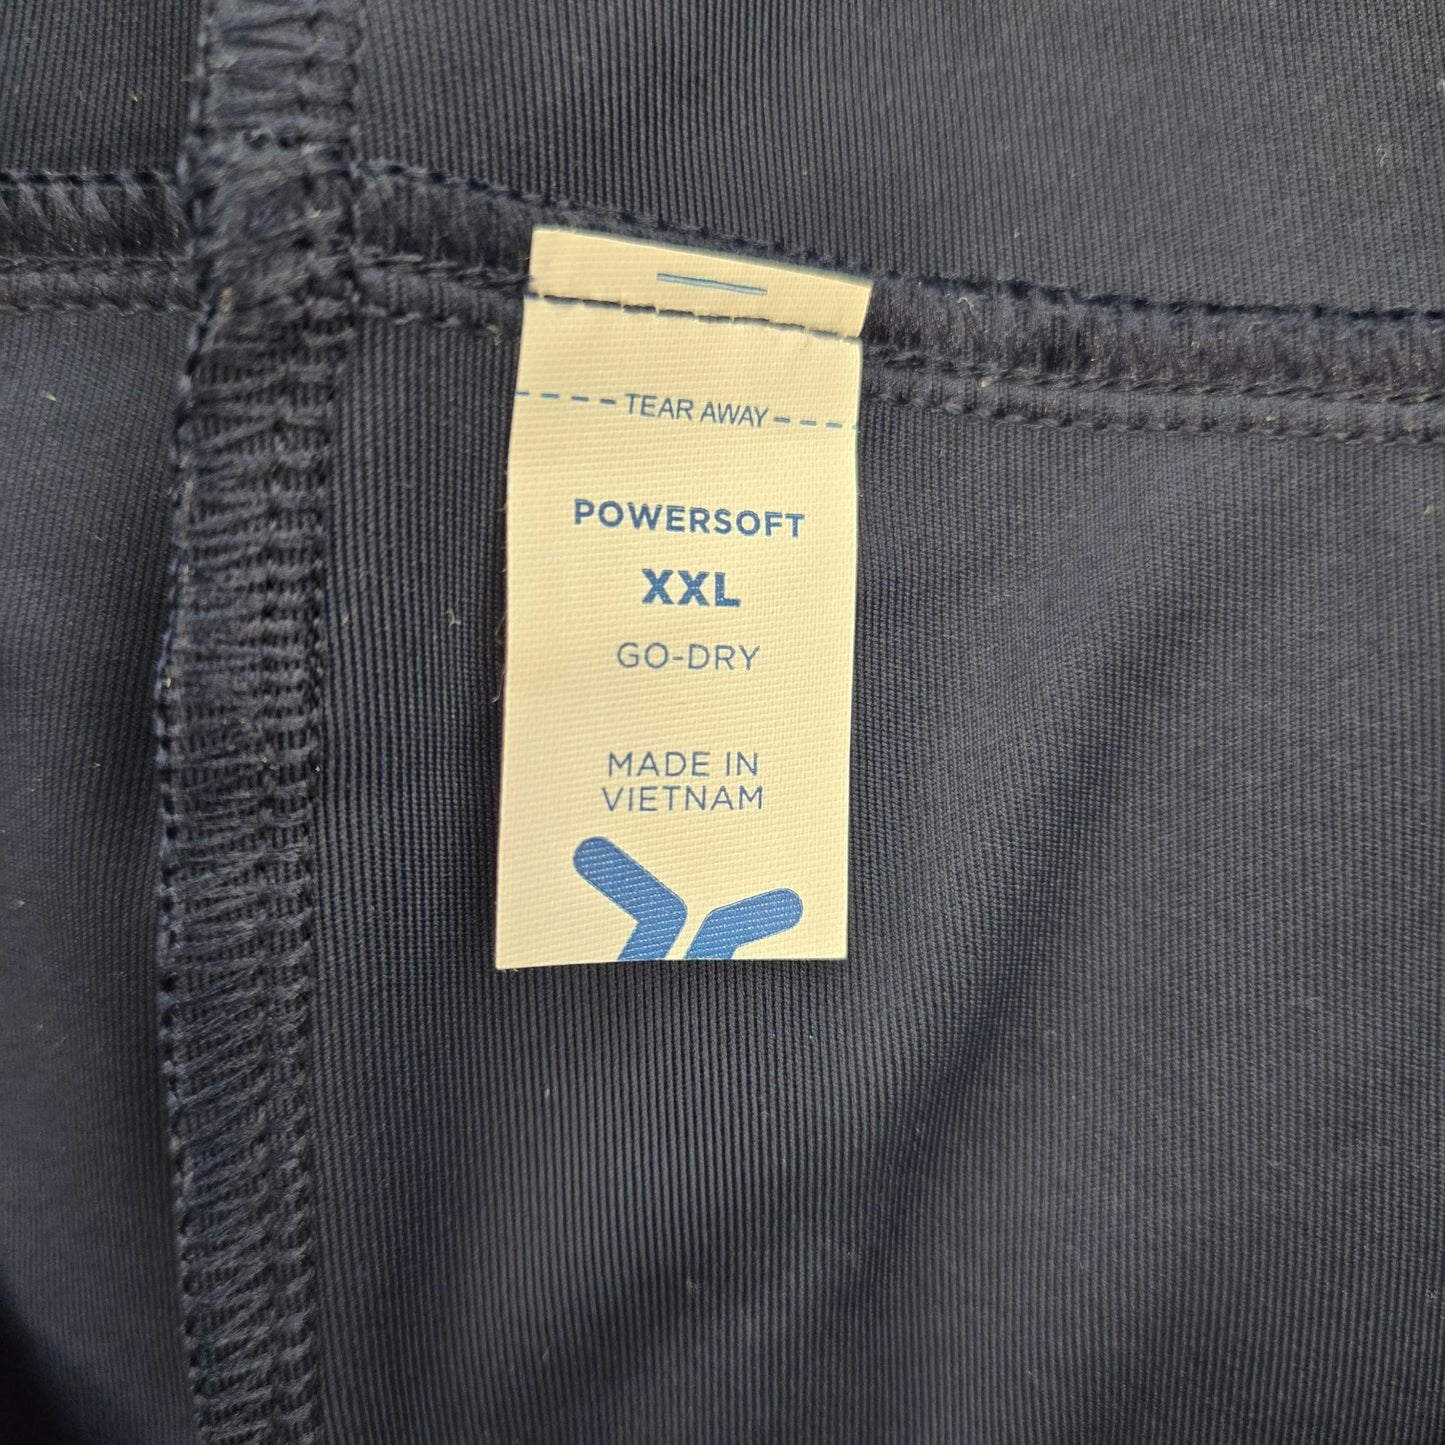 TEAR AWAY
POWERSOFT
XXL
GO-DRY
MADE IN
VIETNAM